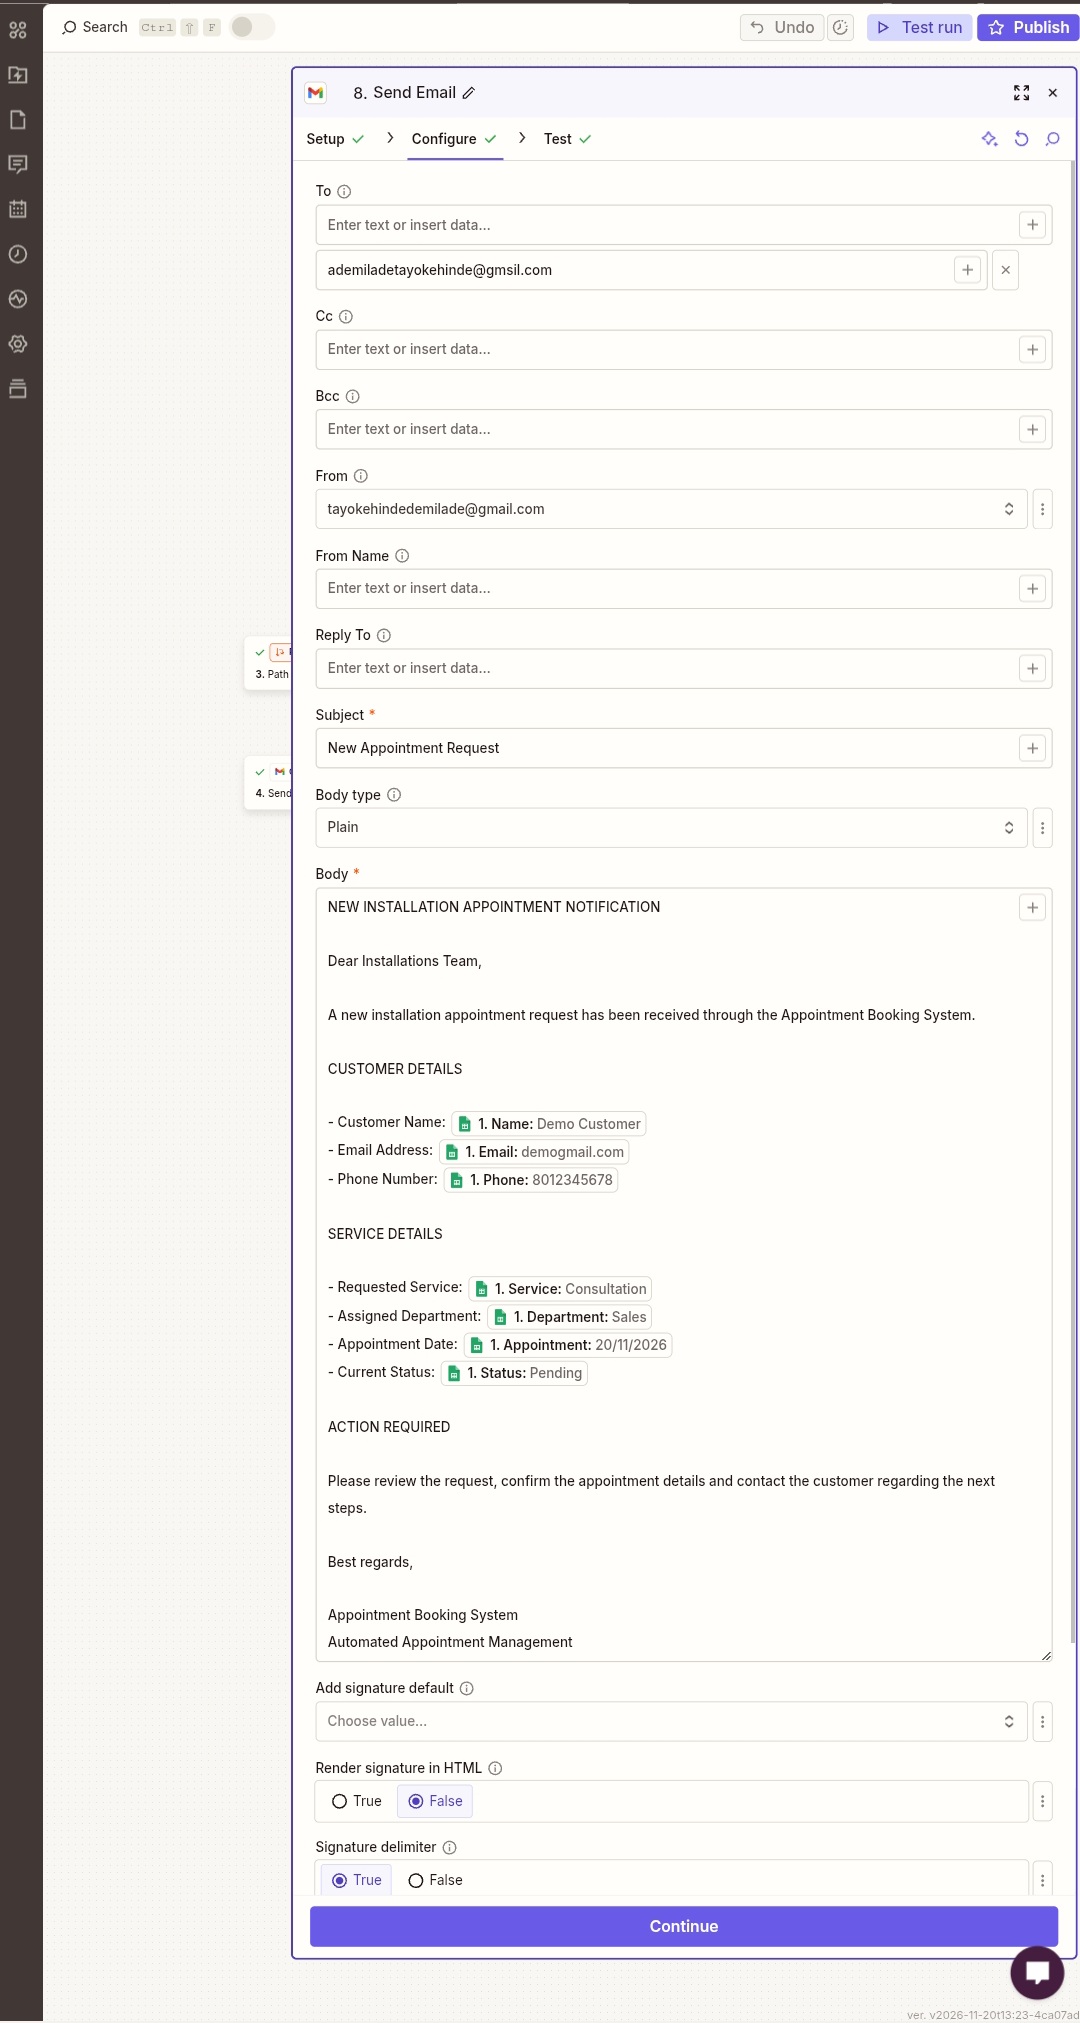 Search Ctrl ⇧ F
Undo
Test run
Publish
8. Send Email
Setup
Configure
Test
To
Enter text or insert data...
ademiladetayokehinde@gmsil.com
Cc
Enter text or insert data...
Bcc
Enter text or insert data...
From
tayokehindedemilade@gmail.com
From Name
Enter text or insert data...
Reply To
Enter text or insert data...
3. Path
Subject *
New Appointment Request
4. Send
Body type
Plain
Body *
NEW INSTALLATION APPOINTMENT NOTIFICATION
Dear Installations Team,
A new installation appointment request has been received through the Appointment Booking System.
CUSTOMER DETAILS
- Customer Name: 1. Name: Demo Customer
- Email Address: 1. Email: demogmail.com
- Phone Number: 1. Phone: 8012345678
SERVICE DETAILS
- Requested Service: 1. Service: Consultation
- Assigned Department: 1. Department: Sales
- Appointment Date: 1. Appointment: 20/11/2026
- Current Status: 1. Status: Pending
ACTION REQUIRED
Please review the request, confirm the appointment details and contact the customer regarding the next
steps.
Best regards,
Appointment Booking System
Automated Appointment Management
Add signature default
Choose value...
Render signature in HTML
True False
Signature delimiter
True False
Continue
ver. v2026-11-20t13:23-4ca07ad